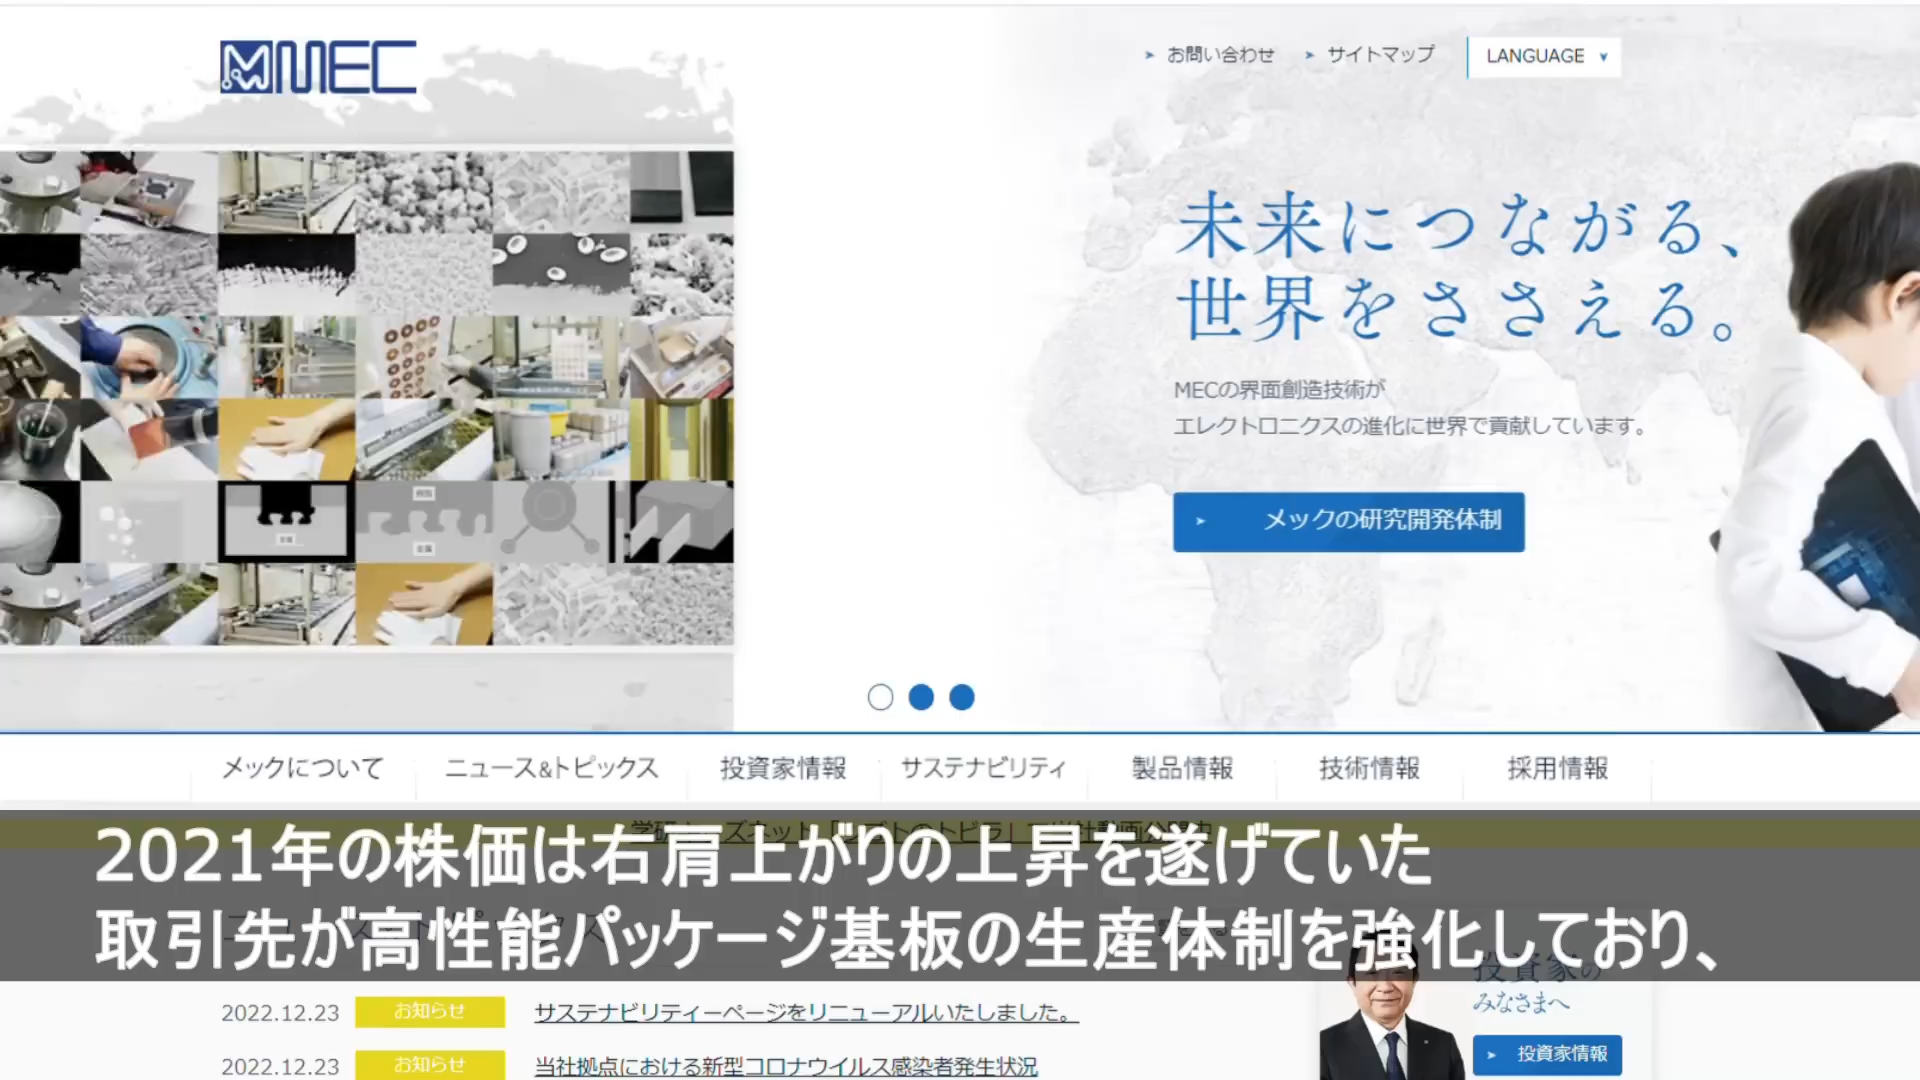 MEC
お問い合わせ
サイトマップ
LANGUAGE
未来につながる、
世界をささえる。
MECの界面創造技術が
エレクトロニクスの進化に世界で貢献しています。
メックの研究開発体制
メックについて
ニュース&トピックス
投資家情報
サステナビリティ
製品情報
技術情報
採用情報
2021年の株価は右肩上がりの上昇を遂げていた
取引先が高性能パッケージ基板の生産体制を強化しており、
投資家の
みなさまへ
投資家情報
2022.12.23
お知らせ
サステナビリティーページをリニューアルいたしました。
2022.12.23
お知らせ
当社拠点における新型コロナウイルス感染者発生状況